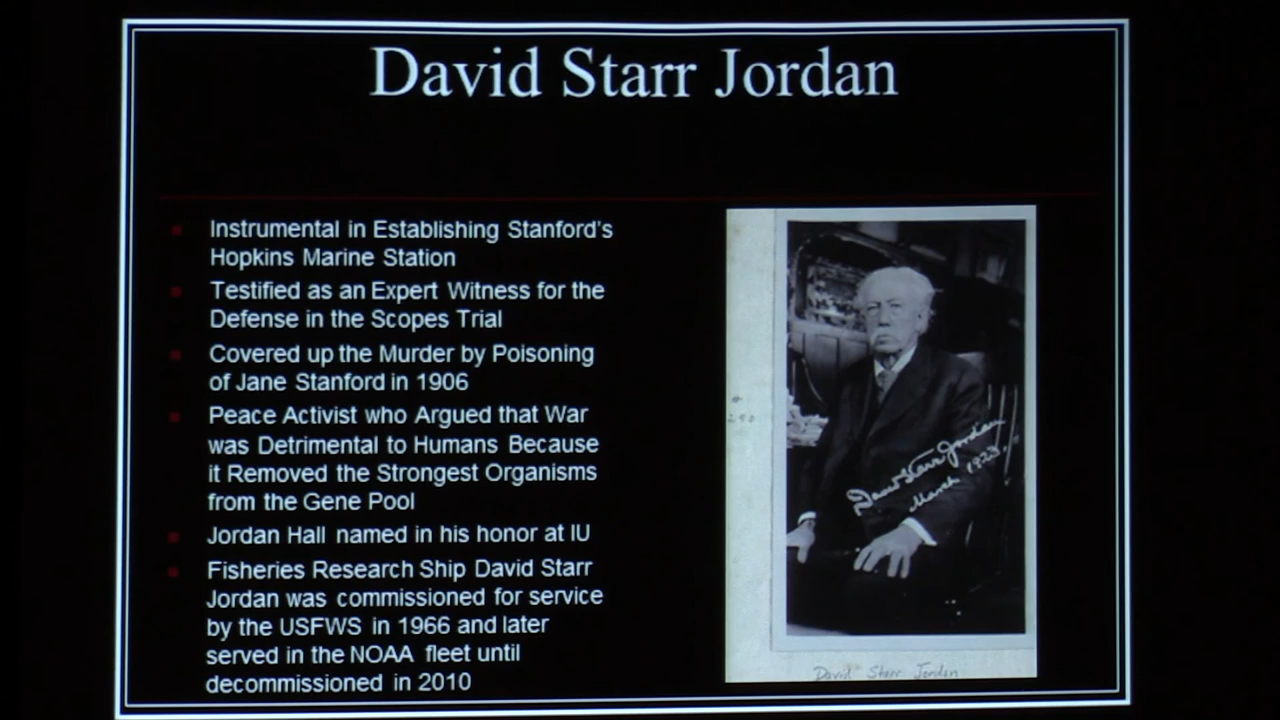 David Starr Jordan
Instrumental in Establishing Stanford's
Hopkins Marine Station
Testified as an Expert Witness for the
Defense in the Scopes Trial
Covered up the Murder by Poisoning
of Jane Stanford in 1906
Peace Activist who Argued that War
was Detrimental to Humans Because
it Removed the Strongest Organisms
from the Gene Pool
Jordan Hall named in his honor at IU
Fisheries Research Ship David Starr
Jordan was commissioned for service
by the USFWS in 1966 and later
served in the NOAA fleet until
decommissioned in 2010
#
290
David Starr Jordan
March
David Starr Jordan